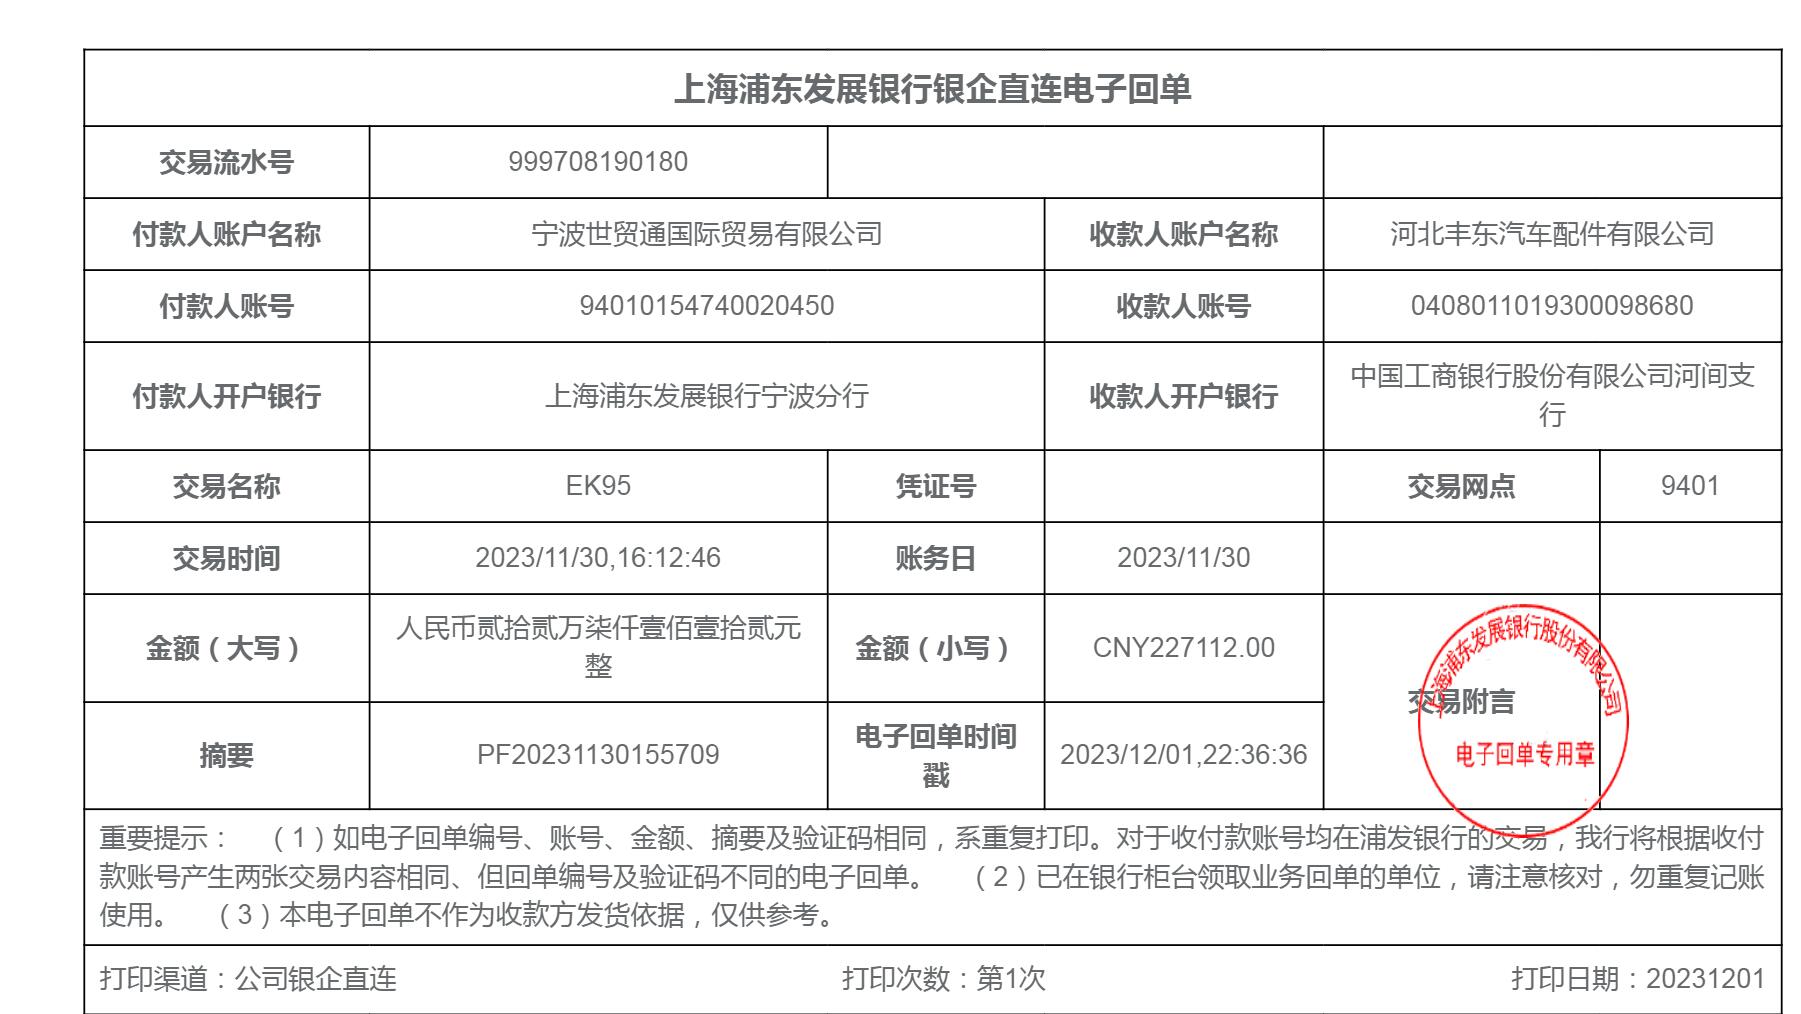 上海浦东发展银行银企直连电子回单
交易流水号 999708190180
付款人账户名称 宁波世贸通国际贸易有限公司 收款人账户名称 河北丰东汽车配件有限公司
付款人账号 94010154740020450 收款人账号 0408011019300098680
付款人开户银行 上海浦东发展银行宁波分行 收款人开户银行 中国工商银行股份有限公司河间支
行
交易名称 EK95 凭证号 交易网点 9401
交易时间 2023/11/30,16:12:46 账务日 2023/11/30
金额（大写） 人民币贰拾贰万柒仟壹佰壹拾贰元
整
金额（小写） CNY227112.00
交易附言
上海浦东发展银行股份有限公司
电子回单专用章
摘要 PF20231130155709 电子回单时间
戳
2023/12/01,22:36:36
重要提示： （1）如电子回单编号、账号、金额、摘要及验证码相同，系重复打印。对于收付款账号均在浦发银行的交易，我行将根据收付
款账号产生两张交易内容相同、但回单编号及验证码不同的电子回单。 （2）已在银行柜台领取业务回单的单位，请注意核对，勿重复记账
使用。 （3）本电子回单不作为收款方发货依据，仅供参考。
打印渠道：公司银企直连 打印次数：第1次 打印日期：20231201